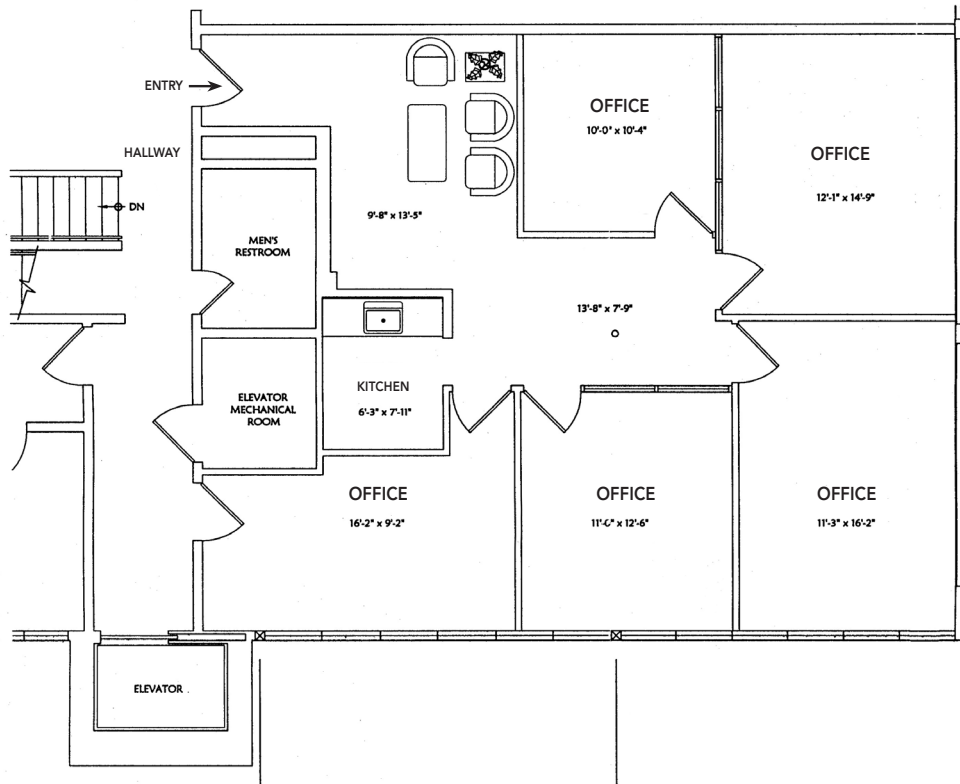 ENTRY
HALLWAY
DN
MEN'S
RESTROOM
ELEVATOR
MECHANICAL
ROOM
9'-8" x 13'-5"
OFFICE
10'-0" x 10'-4"
OFFICE
12'-1" x 14'-9"
13'-8" x 7'-9"
KITCHEN
6'-3" x 7'-11"
OFFICE
16'-2" x 9'-2"
OFFICE
x 12'-6"
OFFICE
11'-3" x 16'-2"
ELEVATOR